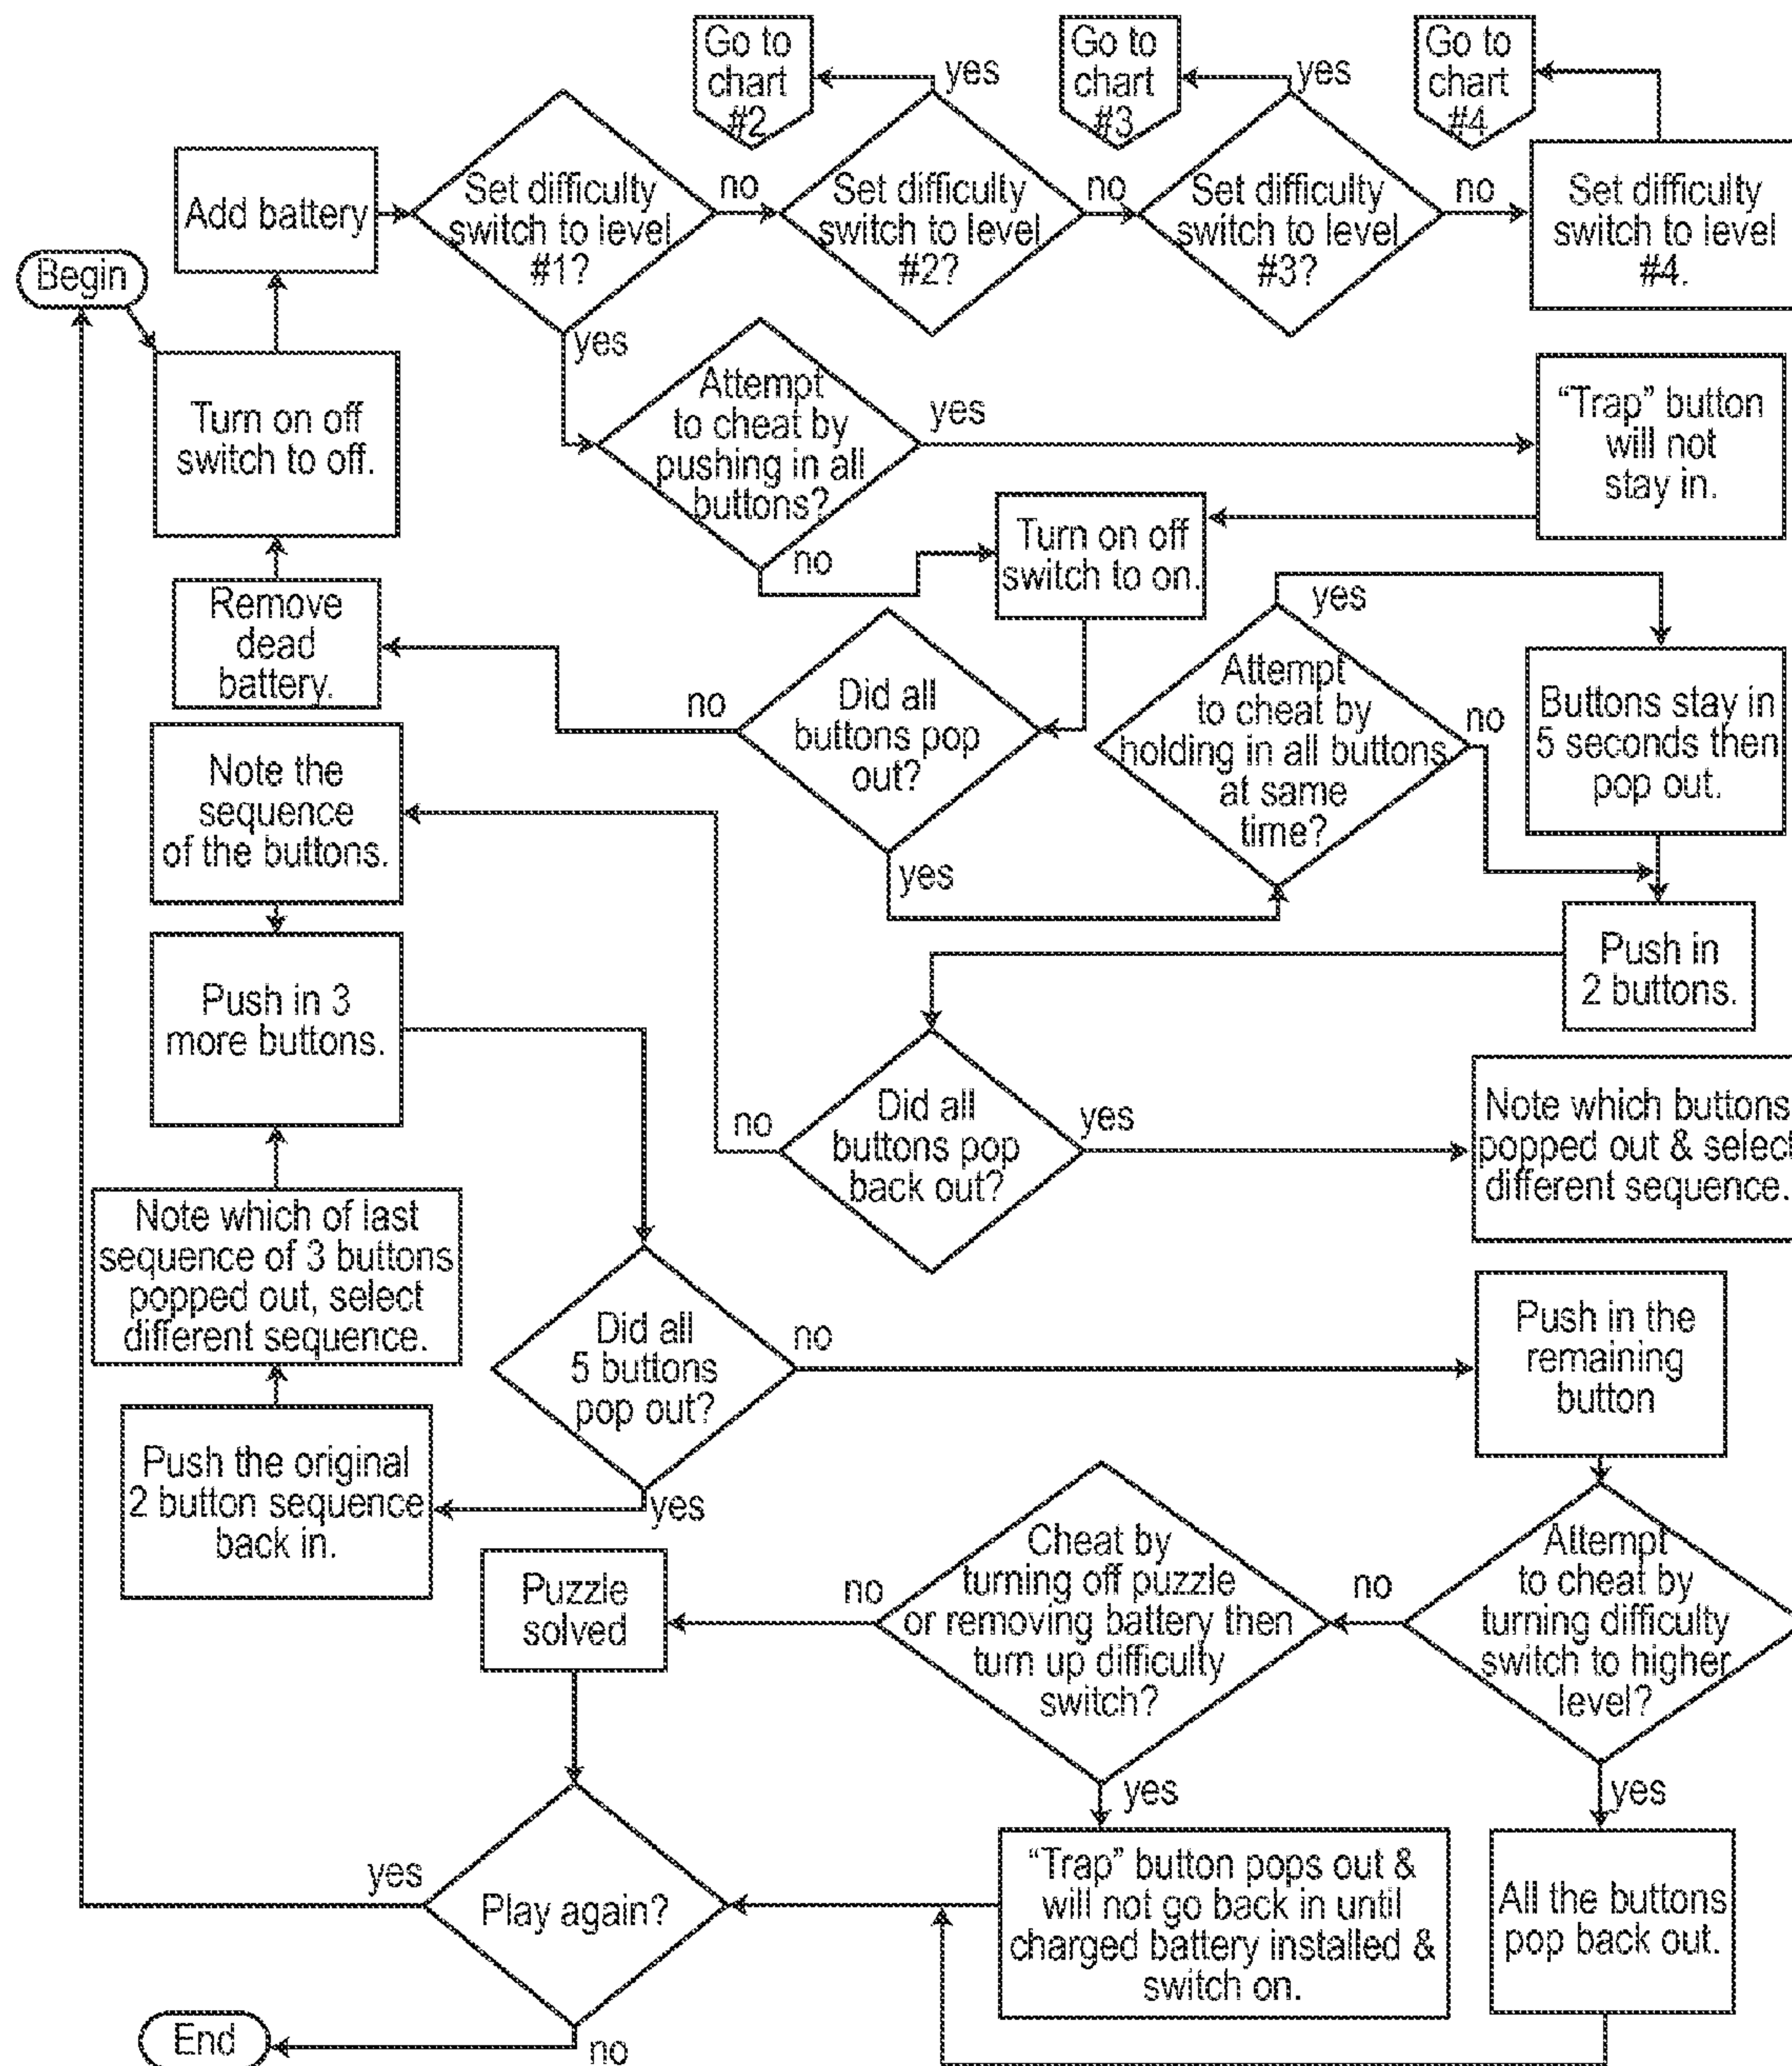 Go to
chart
#2
yes
Go to
chart
#3
yes
Go to
chart
#4
Add battery
Set difficulty
switch to level
#1?
no
Set difficulty
switch to level
#2?
no
Set difficulty
switch to level
#3?
no
Set difficulty
switch to level
#4.
Begin
yes
Turn on off
switch to off.
Attempt
to cheat by
pushing in all
buttons?
yes
"Trap" button
will not
stay in.
no
Turn on off
switch to on.
Remove
dead
battery.
no
Did all
buttons pop
out?
yes
Attempt
to cheat by
holding in all buttons
at same
time?
yes
no
Buttons stay in
5 seconds then
pop out.
Note the
sequence
of the buttons.
Push in
2 buttons.
Push in 3
more buttons.
no
Did all
buttons pop
back out?
yes
Note which buttons
popped out & select
different sequence.
Note which of last
sequence of 3 buttons
popped out, select
different sequence.
Did all
5 buttons
pop out?
no
Push in the
remaining
button
yes
Push the original
2 button sequence
back in.
Puzzle
solved
no
Cheat by
turning off puzzle
or removing battery then
turn up difficulty
switch?
no
Attempt
to cheat by
turning difficulty
switch to higher
level?
yes
yes
yes
Play again?
"Trap" button pops out &
will not go back in until
charged battery installed &
switch on.
All the buttons
pop back out.
End
no